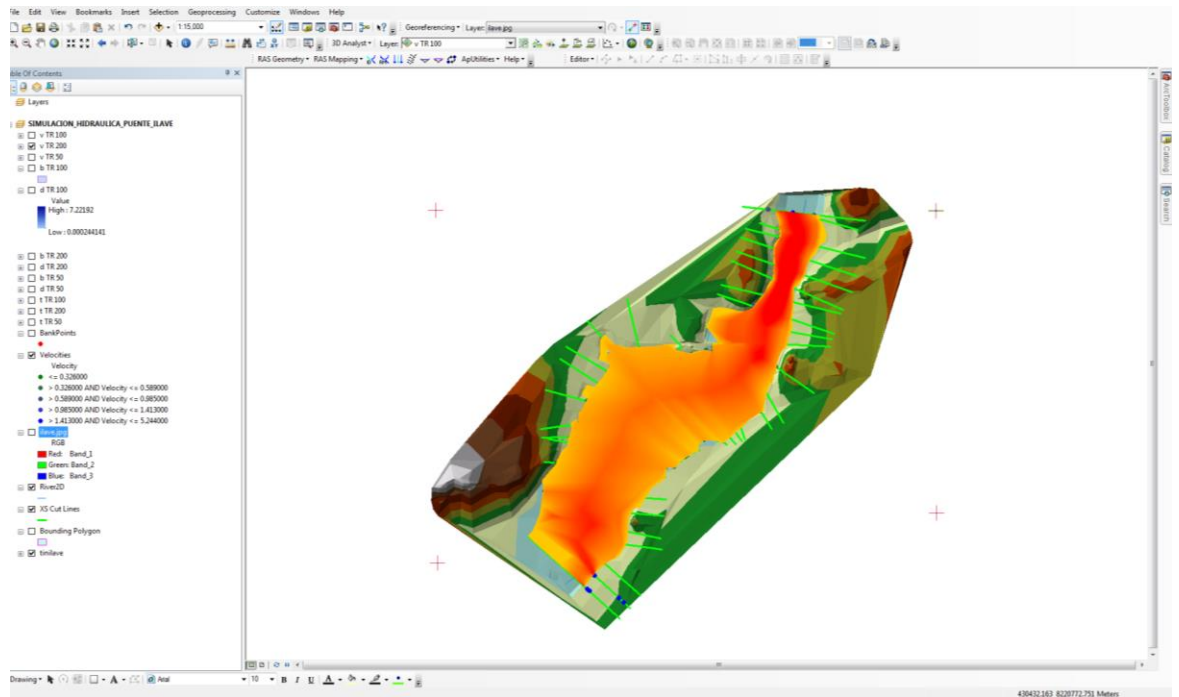 File Edit View Bookmarks Insert Selection Geoprocessing Customize Windows Help
1:15,000 Georeferencing Layer: ilave.jpg
3D Analyst Layer: v TR 100
RAS Geometry RAS Mapping ApUtilities Help Editor
ble Of Contents
Layers
SIMULACION_HIDRAULICA_PUENTE_ILAVE
v TR 100
v TR 200
v TR 50
b TR 100
d TR 100
Value
High : 7.22192
Low : 0.000244141
b TR 200
d TR 200
b TR 50
d TR 50
t TR 100
t TR 200
t TR 50
BankPoints
Velocities
Velocity
<= 0.326000
> 0.326000 AND Velocity <= 0.589000
> 0.589000 AND Velocity <= 0.985000
> 0.985000 AND Velocity <= 1.413000
> 1.413000 AND Velocity <= 5.244000
ilave.jpg
RGB
Red: Band_1
Green: Band_2
Blue: Band_3
River2D
XS Cut Lines
Bounding Polygon
tinilave
ArcToolbox
Catalog
Search
Drawing A Arial 10 B I U A
430432.163 8220772.751 Meters